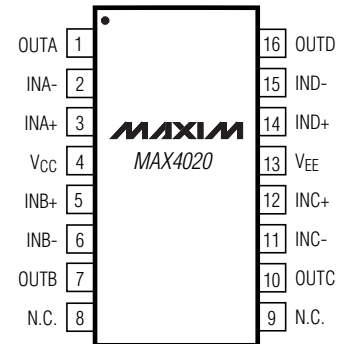 OUTA 1 16 OUTD
INA- 2 15 IND-
INA+ 3 MAXIM 14 IND+
VCC 4 MAX4020 13 VEE
INB+ 5 12 INC+
INB- 6 11 INC-
OUTB 7 10 OUTC
N.C. 8 9 N.C.